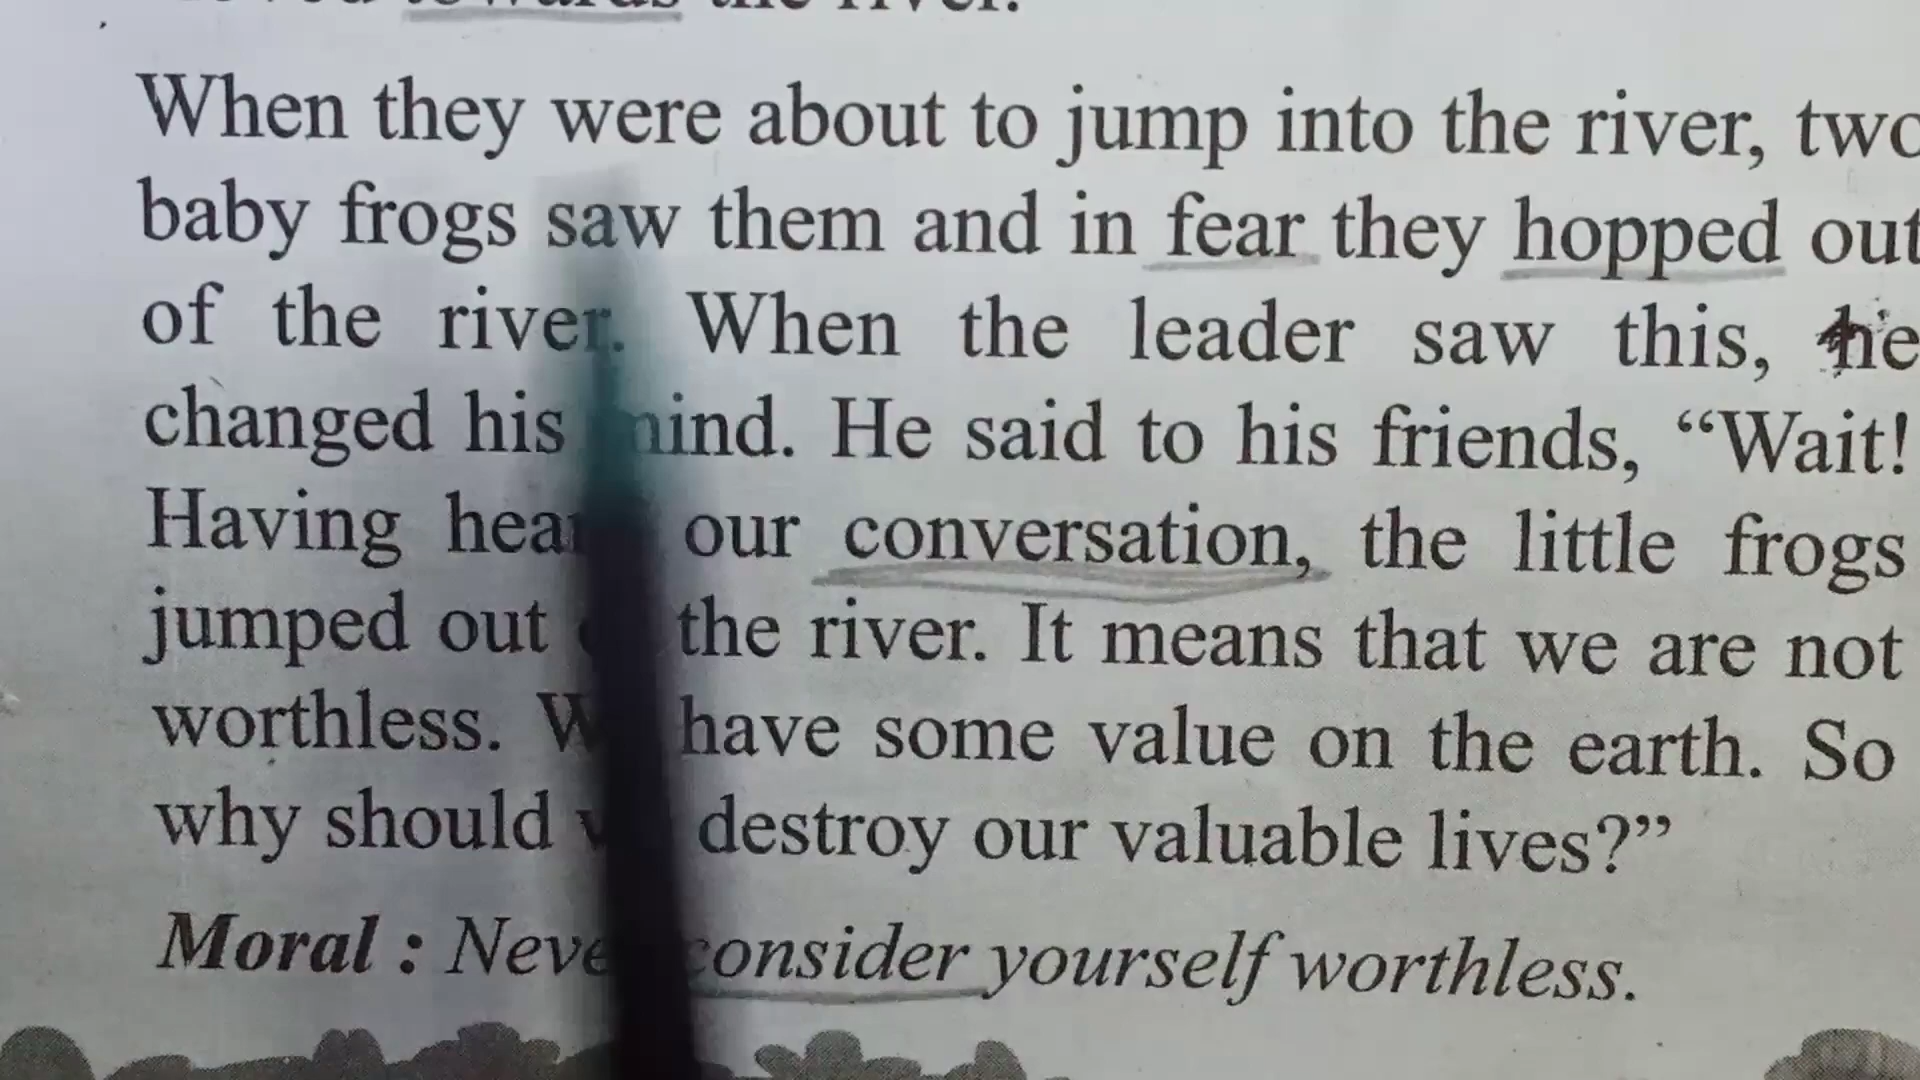 towards the river.
When they were about to jump into the river, two
baby frogs saw them and in fear they hopped out
of the river. When the leader saw this, he
changed his mind. He said to his friends, “Wait!
Having our conversation, the little frogs
jumped out the river. It means that we are not
worthless. have some value on the earth. So
why should destroy our valuable lives?”
Moral : consider yourself worthless.